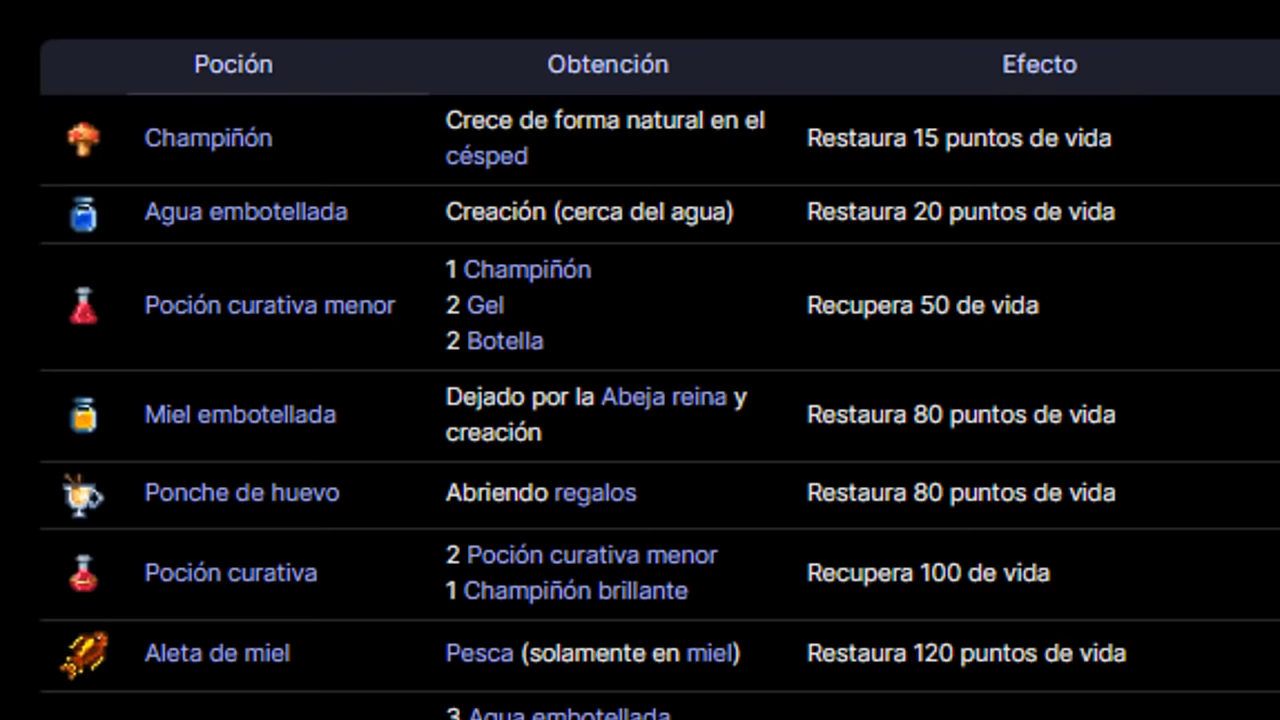 Poción Obtención Efecto
Champiñón
Crece de forma natural en el
césped
Restaura 15 puntos de vida
Agua embotellada
Creación (cerca del agua)
Restaura 20 puntos de vida
Poción curativa menor
1 Champiñón
2 Gel
2 Botella
Recupera 50 de vida
Miel embotellada
Dejado por la Abeja reina y
creación
Restaura 80 puntos de vida
Ponche de huevo
Abriendo regalos
Restaura 80 puntos de vida
Poción curativa
2 Poción curativa menor
1 Champiñón brillante
Recupera 100 de vida
Aleta de miel
Pesca (solamente en miel)
Restaura 120 puntos de vida
3 Agua embotellada